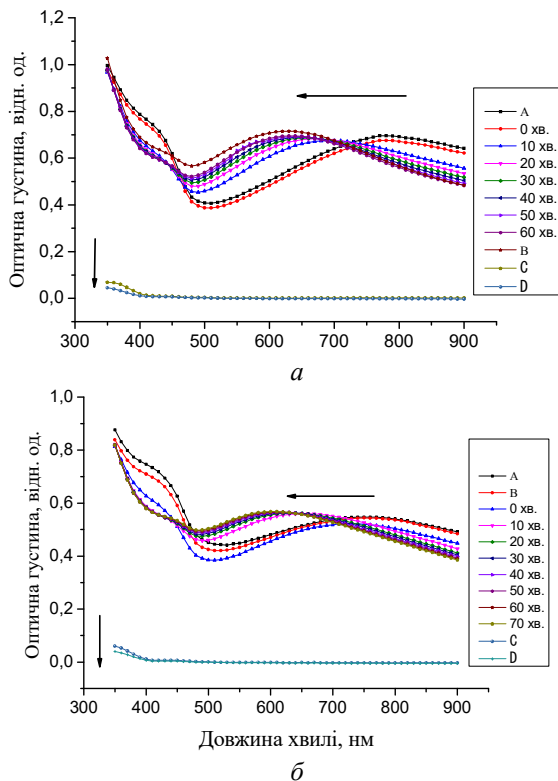 Оптична густина, відн. од.
1,2
1,0
0,8
0,6
0,4
0,2
0,0
300 400 500 600 700 800 900
A
0 хв.
10 хв.
20 хв.
30 хв.
40 хв.
50 хв.
60 хв.
B
C
D
а
Оптична густина, відн. од.
1,0
0,8
0,6
0,4
0,2
0,0
300 400 500 600 700 800 900
Довжина хвилі, нм
A
B
0 хв.
10 хв.
20 хв.
30 хв.
40 хв.
50 хв.
60 хв.
70 хв.
C
D
б